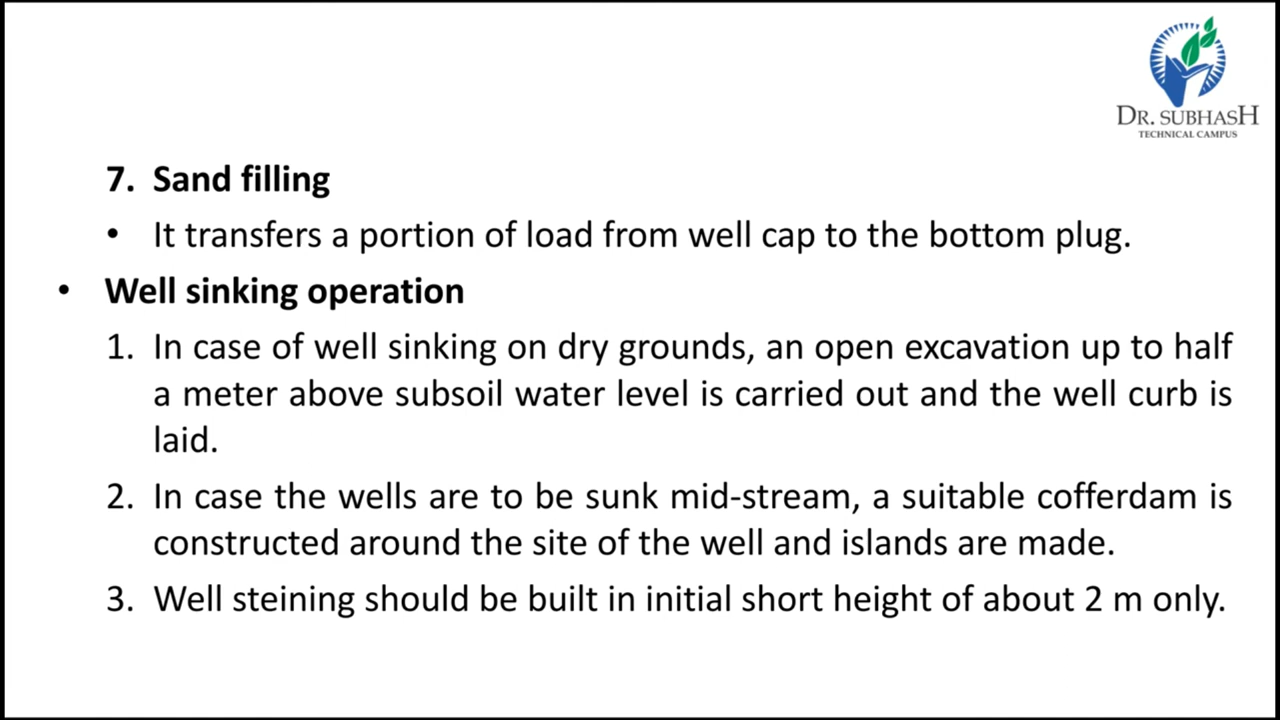 DR. SUBHASH
TECHNICAL CAMPUS
7. Sand filling
• It transfers a portion of load from well cap to the bottom plug.
• Well sinking operation
1. In case of well sinking on dry grounds, an open excavation up to half
a meter above subsoil water level is carried out and the well curb is
laid.
2. In case the wells are to be sunk mid-stream, a suitable cofferdam is
constructed around the site of the well and islands are made.
3. Well steining should be built in initial short height of about 2 m only.